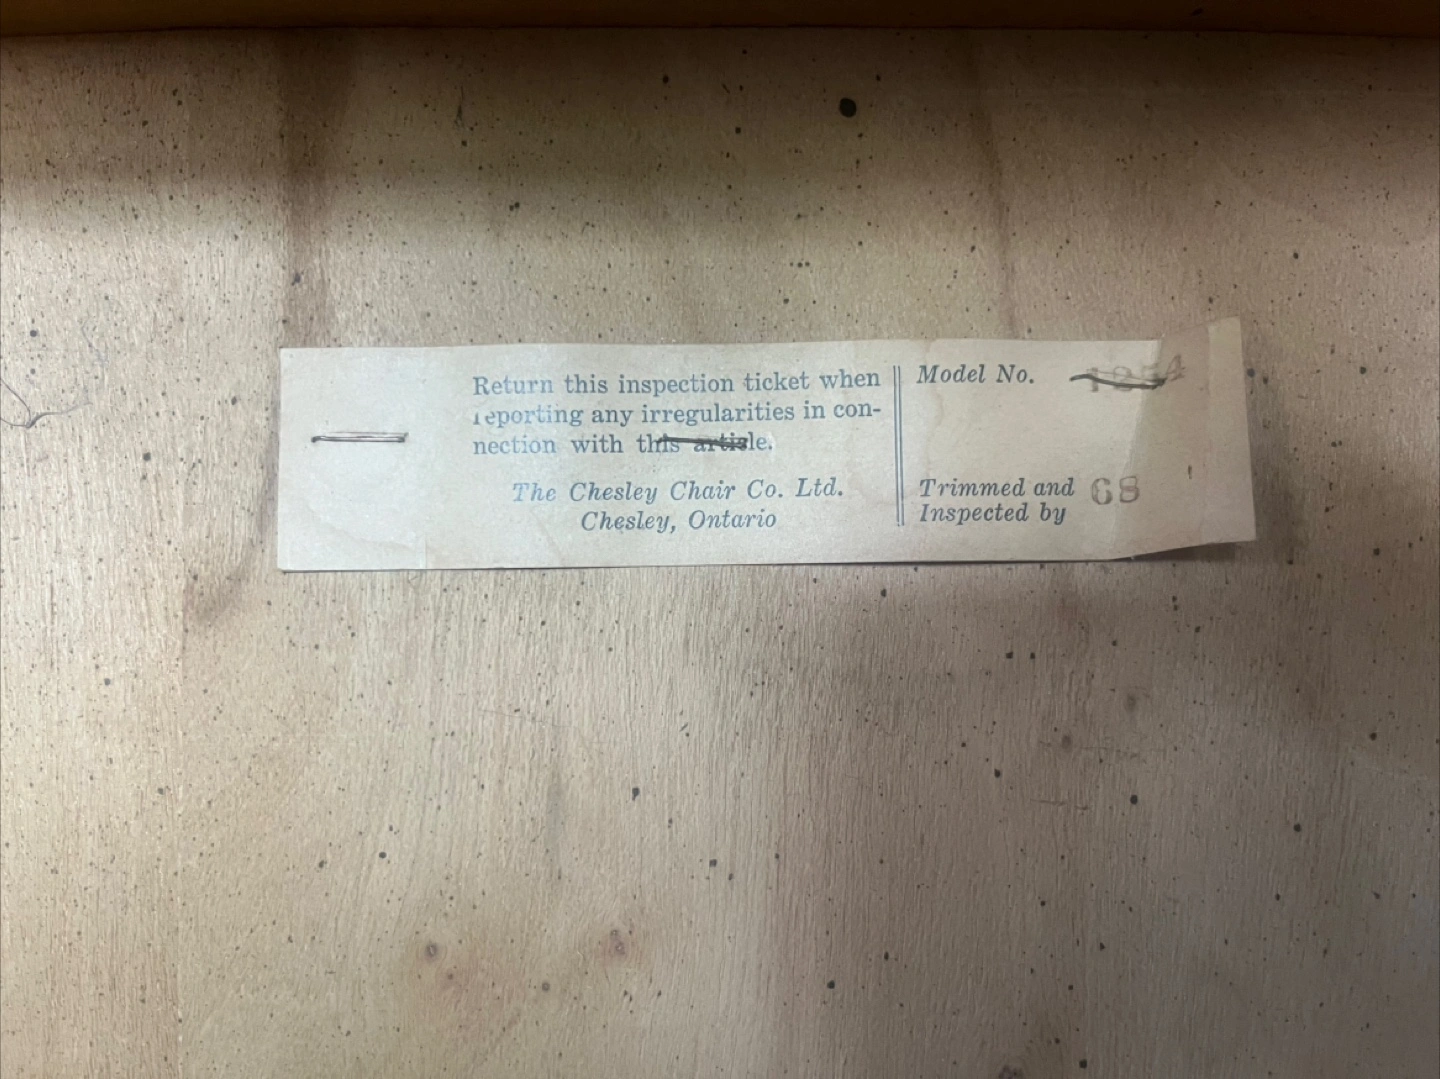 Return this inspection ticket when
reporting any irregularities in con-
nection with this article.
The Chesley Chair Co. Ltd.
Chesley, Ontario
Model No.
Trimmed and
Inspected by 68